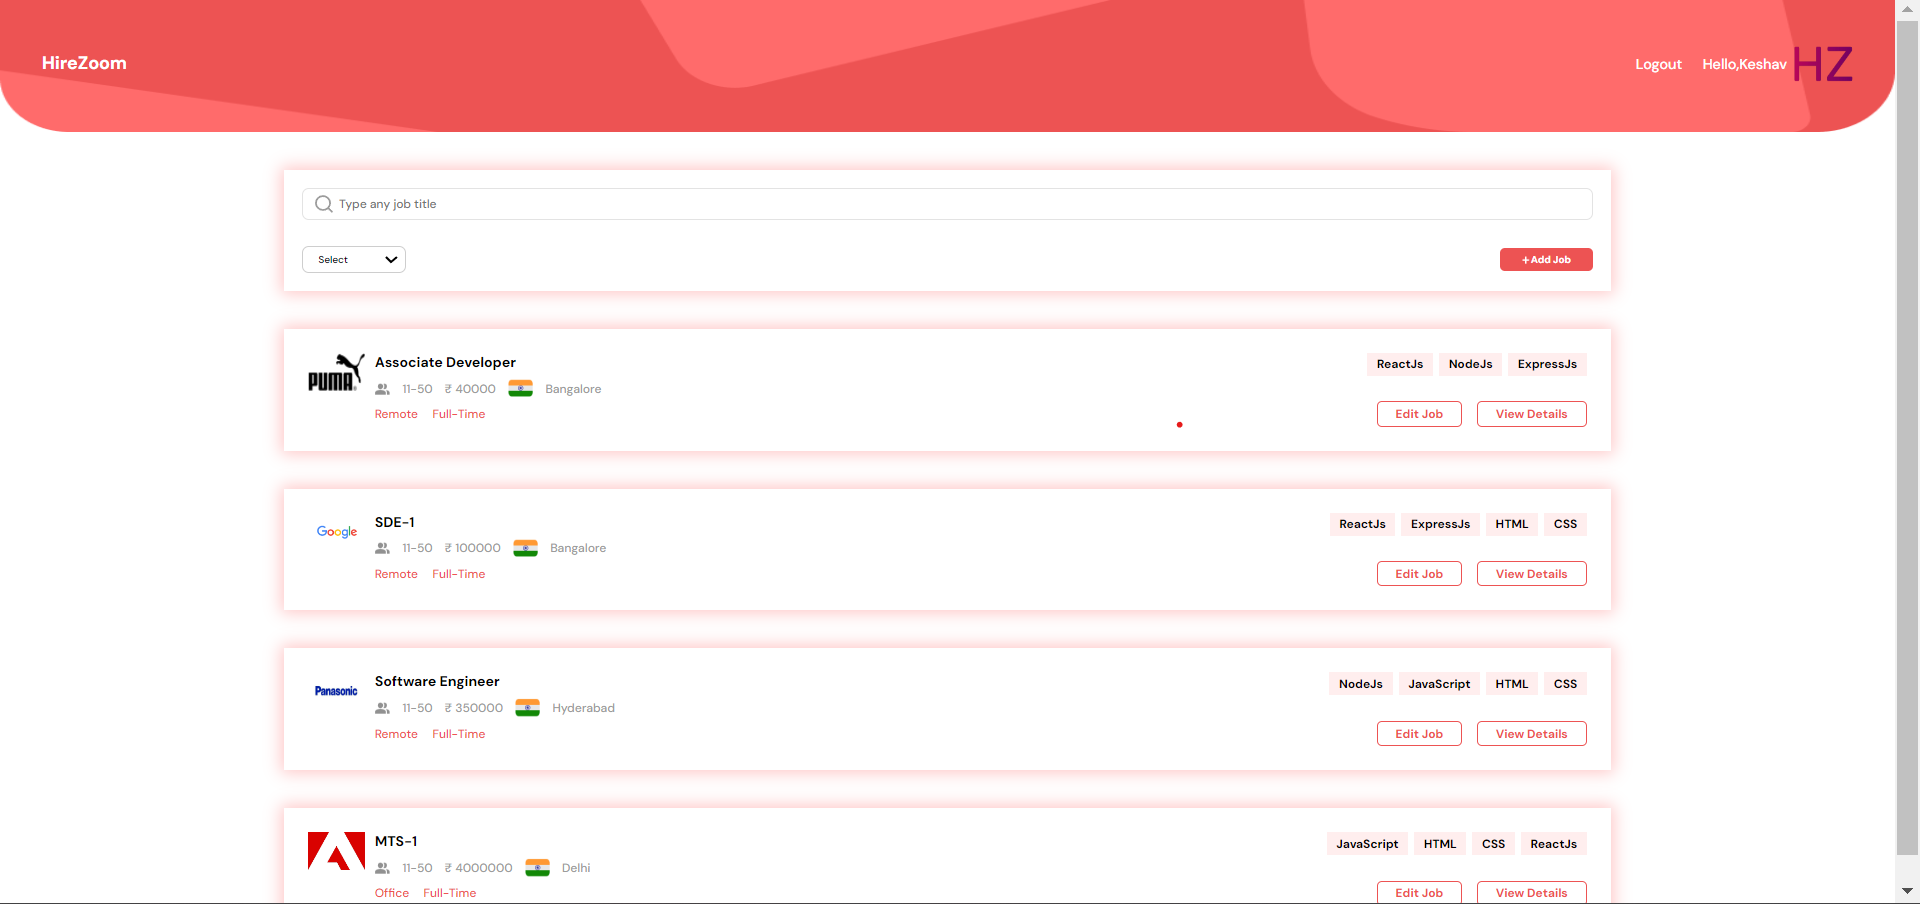 HireZoom
Logout Hello,Keshav HZ
Type any job title
Select
+Add Job
PUMA
Associate Developer
11-50 ₹ 40000 Bangalore
Remote Full-Time
ReactJs NodeJs ExpressJs
Edit Job View Details
Google
SDE-1
11-50 ₹ 100000 Bangalore
Remote Full-Time
ReactJs ExpressJs HTML CSS
Edit Job View Details
Panasonic
Software Engineer
11-50 ₹ 350000 Hyderabad
Remote Full-Time
NodeJs JavaScript HTML CSS
Edit Job View Details
MTS-1
11-50 ₹ 4000000 Delhi
Office Full-Time
JavaScript HTML CSS ReactJs
Edit Job View Details